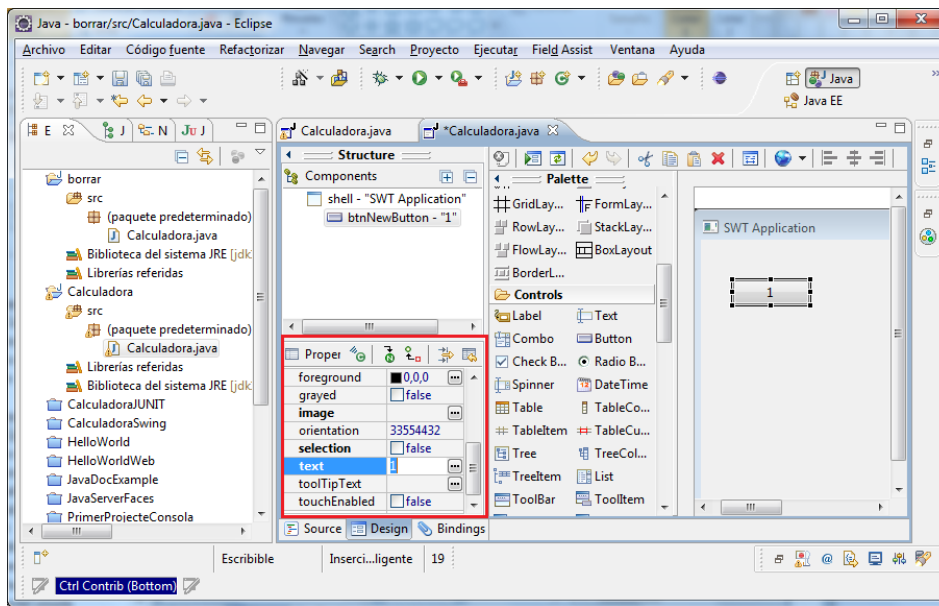 Java - borrar/src/Calculadora.java - Eclipse
Archivo Editar Código fuente Refactorizar Navegar Search Proyecto Ejecutar Field Assist Ventana Ayuda
Java
Java EE
E J N Ju J
borrar
src
(paquete predeterminado)
Calculadora.java
Biblioteca del sistema JRE [jdk
Librerías referidas
Calculadora
src
(paquete predeterminado)
Calculadora.java
Librerías referidas
Biblioteca del sistema JRE [jdk
CalculadoraJUNIT
CalculadoraSwing
HelloWorld
HelloWorldWeb
JavaDocExample
JavaServerFaces
PrimerProjecteConsola
Calculadora.java *Calculadora.java
Structure
Components
shell - "SWT Application"
btnNewButton - "1"
Proper
foreground 0,0,0
grayed false
image
orientation 33554432
selection false
text 1
toolTipText
touchEnabled false
Palette
GridLay... FormLay...
RowLay... StackLay...
FlowLay... BoxLayout
BorderL...
Controls
Label Text
Combo Button
Check B... Radio B...
Spinner DateTime
Table TableCo...
TableItem TableCu...
Tree TreeCol...
TreeItem List
ToolBar ToolItem
SWT Application
1
Source Design Bindings
Escribible Inserci...ligente 19
Ctrl Contrib (Bottom)